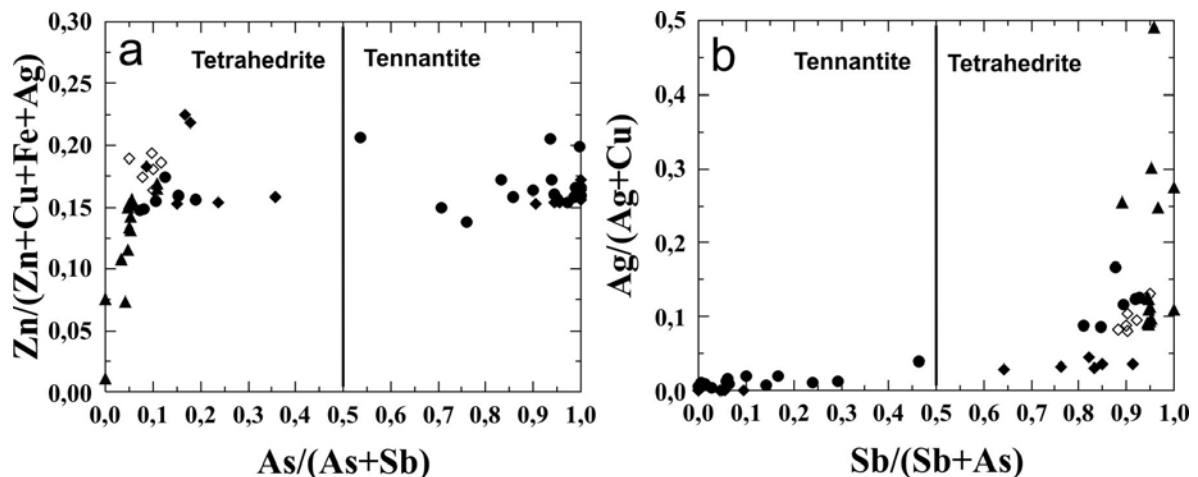 a
Tetrahedrite
Tennantite
0,30
0,25
0,20
0,15
0,10
0,05
0,00
Zn/(Zn+Cu+Fe+Ag)
0,0 0,1 0,2 0,3 0,4 0,5 0,6 0,7 0,8 0,9 1,0
As/(As+Sb)
b
Tennantite
Tetrahedrite
0,5
0,4
0,3
0,2
0,1
0,0
Ag/(Ag+Cu)
0,0 0,1 0,2 0,2 0,4 0,5 0,6 0,7 0,8 0,9 1,0
Sb/(Sb+As)